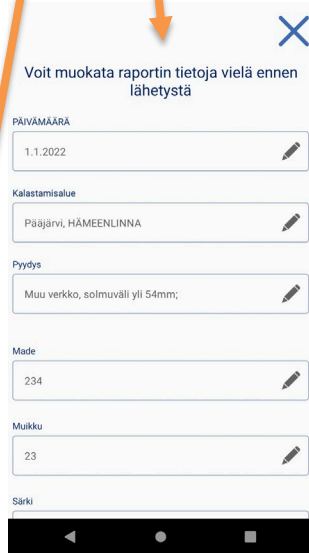 Voit muokata raportin tietoja vielä ennen
lähetystä
PÄIVÄMÄÄRÄ
1.1.2022
Kalastamisalue
Pääjärvi, HÄMEENLINNA
Pyydys
Muu verkko, solmuväli yli 54mm;
Made
234
Muikku
23
Särki